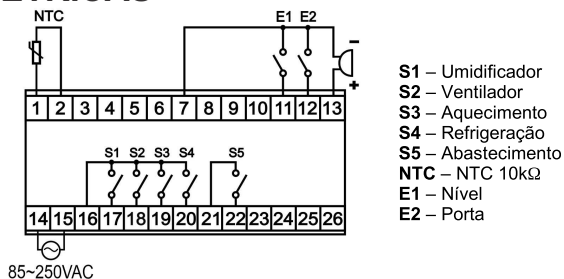 NTC
E1 E2
–
+
1 2 3 4 5 6 7 8 9 10 11 12 13
S1 S2 S3 S4 S5
14 15 16 17 18 19 20 21 22 23 24 25 26
85~250VAC
S1 – Umidificador
S2 – Ventilador
S3 – Aquecimento
S4 – Refrigeração
S5 – Abastecimento
NTC – NTC 10kΩ
E1 – Nível
E2 – Porta